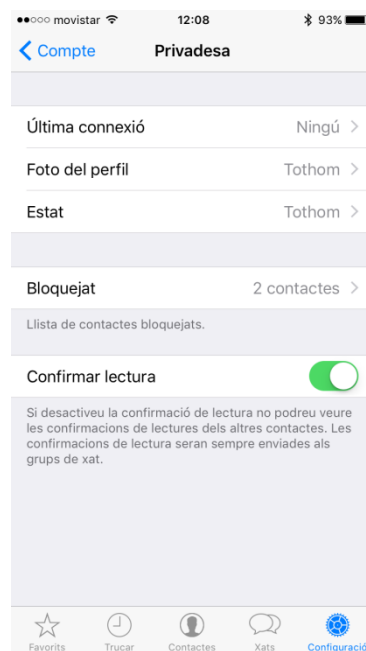 movistar 12:08 93%
Compte Privadesa
Última connexió Ningú
Foto del perfil Tothom
Estat Tothom
Bloquejat 2 contactes
Llista de contactes bloquejats.
Confirmar lectura
Si desactiveu la confirmació de lectura no podreu veure
les confirmacions de lectures dels altres contactes. Les
confirmacions de lectura seran sempre enviades als
grups de xat.
Favorits Trucar Contactes Xats Configuració